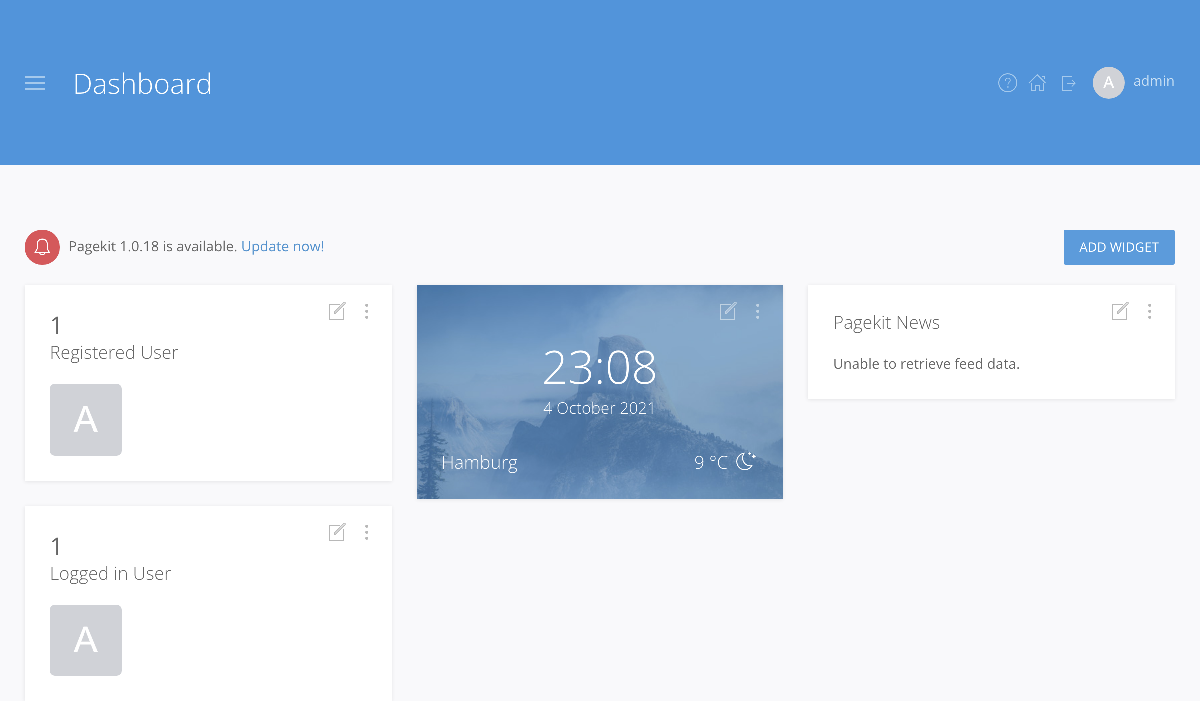 Dashboard
A admin
Pagekit 1.0.18 is available. Update now!
ADD WIDGET
1
Registered User
A
23:08
4 October 2021
Hamburg
9 °C
Pagekit News
Unable to retrieve feed data.
1
Logged in User
A